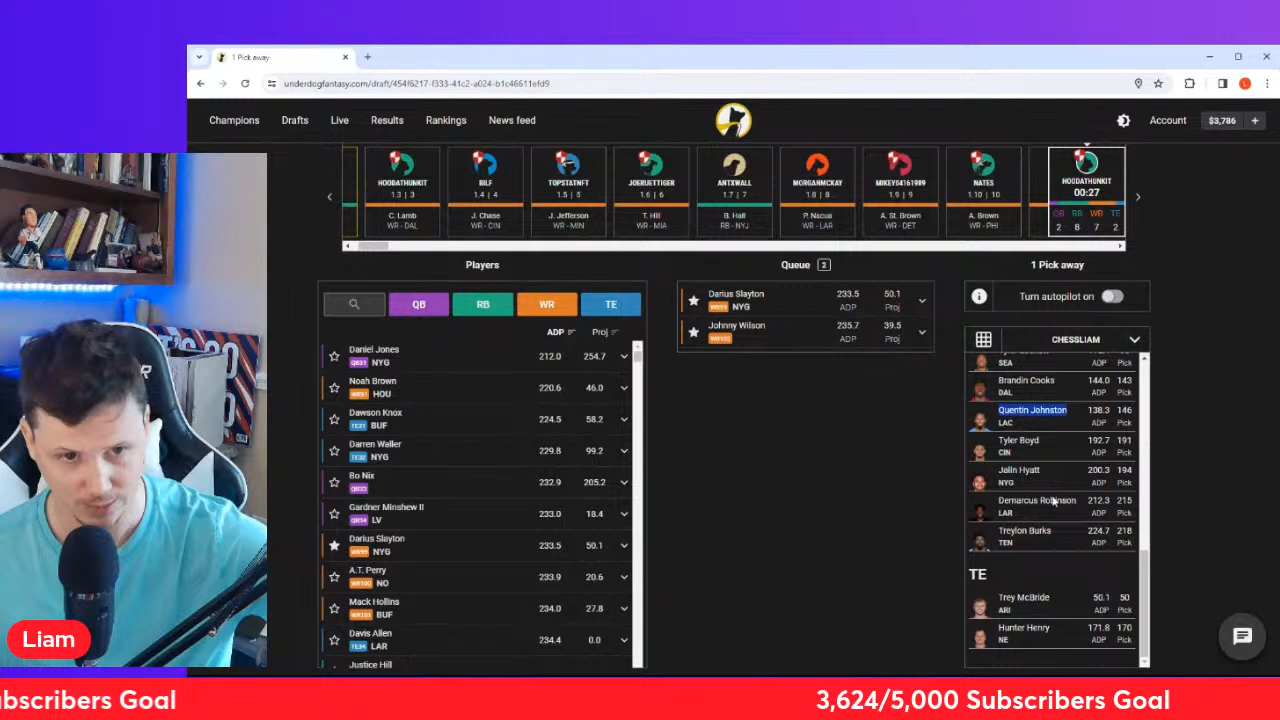 1 Pick away
underdogfantasy.com/draft/454f6217-f333-41c2-a024-b1c46611efd9
Champions Drafts Live Results Rankings News feed Account $3,786 +
HOODATHUNKIT
1.3 | 3
C. Lamb
WR - DAL
BILF
1.4 | 4
J. Chase
WR - CIN
TOPSTATNFT
1.5 | 5
J. Jefferson
WR - MIN
JOERUETTIGER
1.6 | 6
T. Hill
WR - MIA
ANTXWALL
1.7 | 7
B. Hall
RB - NYJ
MORGANMCKAY
1.8 | 8
P. Nacua
WR - LAR
MIKEY04161989
1.9 | 9
A. St. Brown
WR - DET
NATES
1.10 | 10
A. Brown
WR - PHI
HOODATHUNKIT
00:27
QB RB WR TE
2 8 7 2
Players
QB RB WR TE
ADP Proj
Daniel Jones 212.0 254.7
QB31 NYG
Noah Brown 220.6 46.0
HOU
Dawson Knox 224.5 58.2
BUF
Darren Waller 229.8 99.2
TE32 NYG
Bo Nix 232.9 205.2
Gardner Minshew II 233.0 18.4
LV
Darius Slayton 233.5 50.1
WR99 NYG
A.T. Perry 233.9 20.6
WR100 NO
Mack Hollins 234.0 27.8
WR101 BUF
Davis Allen 234.4 0.0
LAR
Justice Hill
Queue 2
Darius Slayton 233.5 50.1
WR99 NYG ADP Proj
Johnny Wilson 235.7 39.5
ADP Proj
1 Pick away
Turn autopilot on
CHESSLIAM
SEA ADP Pick
Brandin Cooks 144.0 143
DAL ADP Pick
Quentin Johnston 138.3 146
LAC ADP Pick
Tyler Boyd 192.7 191
CIN ADP Pick
Jalin Hyatt 200.3 194
NYG ADP Pick
Demarcus Robinson 212.3 215
LAR ADP Pick
Treylon Burks 224.7 218
TEN ADP Pick
TE
Trey McBride 50.1 50
ARI ADP Pick
Hunter Henry 171.8 170
NE ADP Pick
Liam
bscribers Goal
3,624/5,000 Subscribers Goal